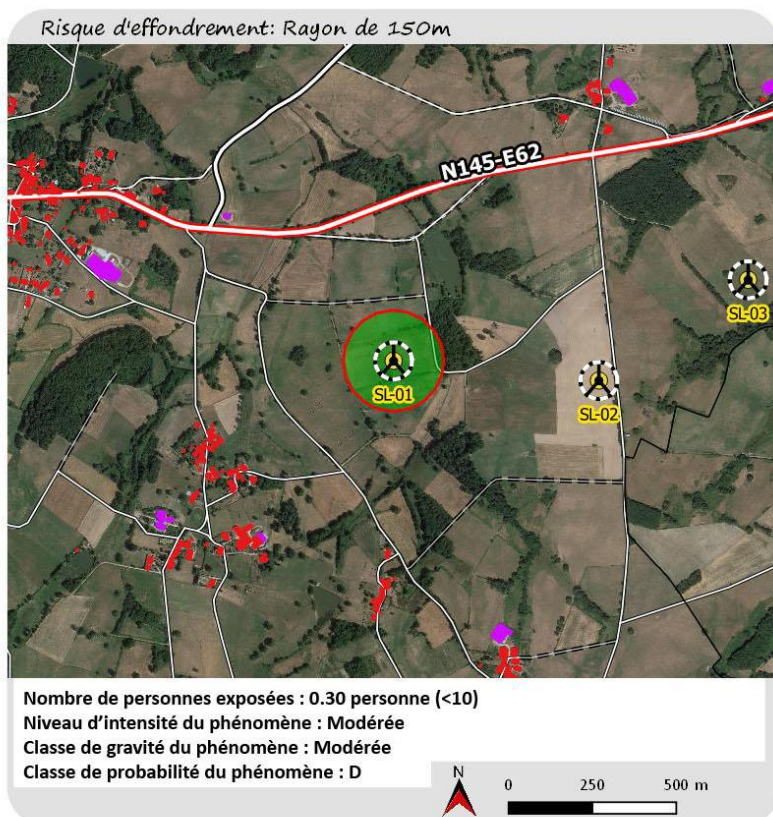 Risque d'effondrement: Rayon de 150m
N145-E62
SL-03
SL-01
SL-02
Nombre de personnes exposées : 0.30 personne (<10)
Niveau d'intensité du phénomène : Modérée
Classe de gravité du phénomène : Modérée
Classe de probabilité du phénomène : D
N
0 250 500 m